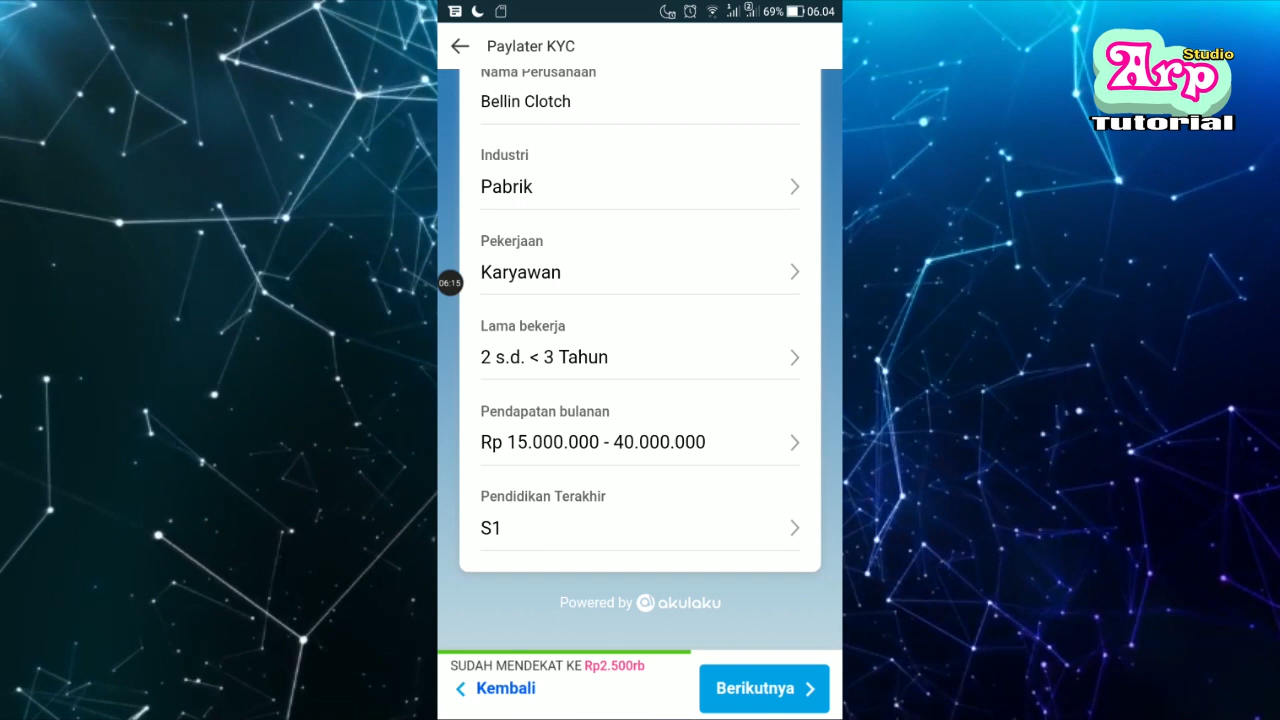 69% 06.04
Studio
Arp
Tutorial
Paylater KYC
Nama Perusahaan
Bellin Clotch
Industri
Pabrik
Pekerjaan
Karyawan
06:15
Lama bekerja
2 s.d. < 3 Tahun
Pendapatan bulanan
Rp 15.000.000 - 40.000.000
Pendidikan Terakhir
S1
Powered by akulaku
SUDAH MENDEKAT KE Rp2.500rb
Kembali
Berikutnya